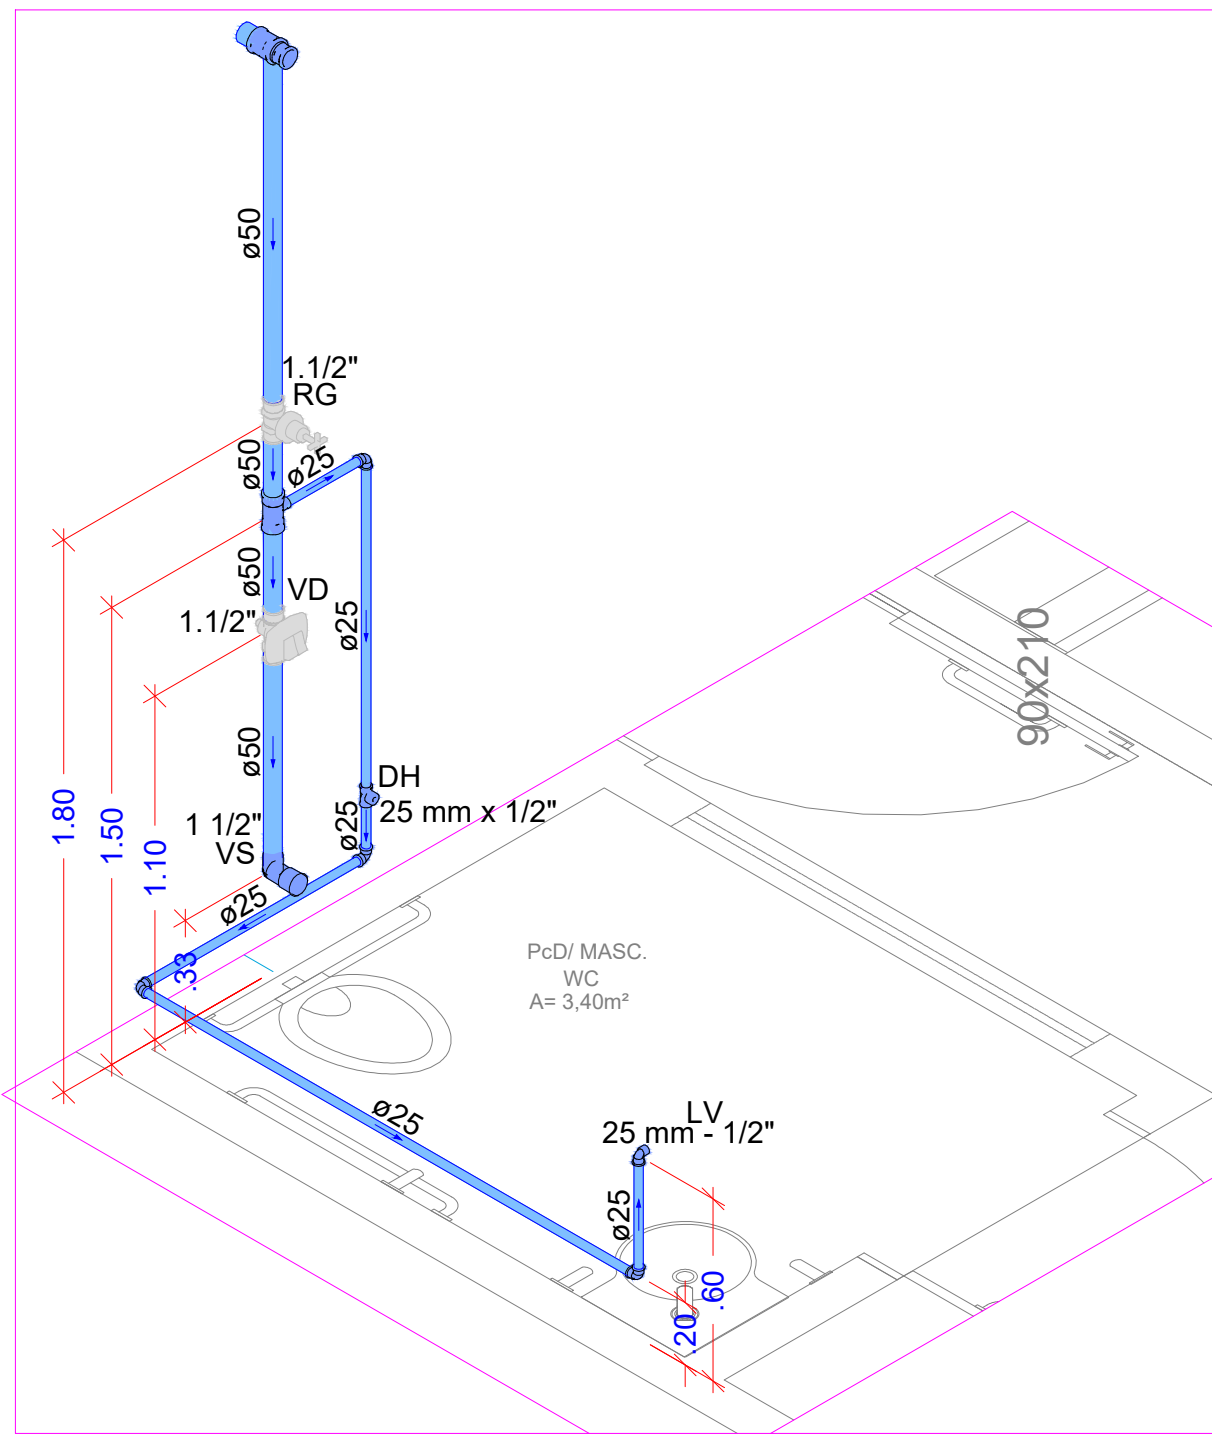 ø50
1.1/2"
RG
ø50
ø25
ø50
VD
1.1/2"
ø25
90x210
ø50
DH
25 mm x 1/2"
1.80
1.50
1.10
1 1/2"
VS
ø25
ø25
.33
PcD/ MASC.
WC
A= 3,40m²
ø25
LV
25 mm - 1/2"
ø25
.60
.20